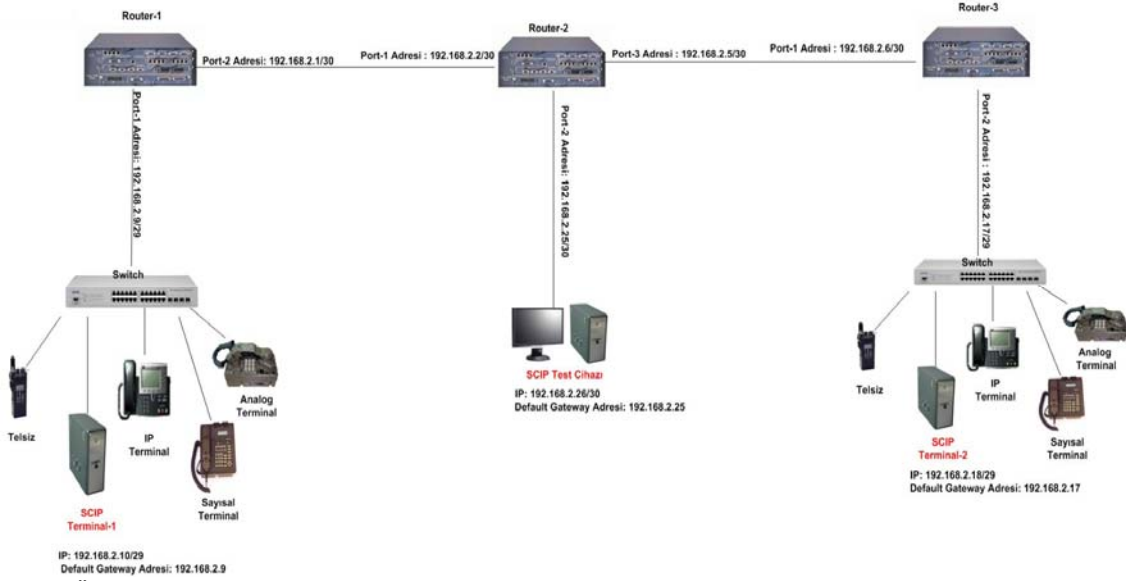 Router-1
Router-2
Router-3
Port-2 Adresi: 192.168.2.1/30
Port-1 Adresi : 192.168.2.2/30
Port-3 Adresi: 192.168.2.5/30
Port-1 Adresi: 192.168.2.6/30
Port-1 Adresi: 192.168.2.9/29
Port-2 Adresi: 192.168.2.25/30
Port-2 Adresi : 192.168.2.17/29
Switch
Telsiz
SCIP
Terminal-1
IP
Terminal
Sayısal
Terminal
Analog
Terminal
IP: 192.168.2.10/29
Default Gateway Adresi: 192.168.2.9
SCIP Test Cihazı
IP: 192.168.2.26/30
Default Gateway Adresi: 192.168.2.25
Switch
Telsiz
SCIP
Terminal-2
IP
Terminal
Sayısal
Terminal
Analog
Terminal
IP: 192.168.2.18/29
Default Gateway Adresi: 192.168.2.17